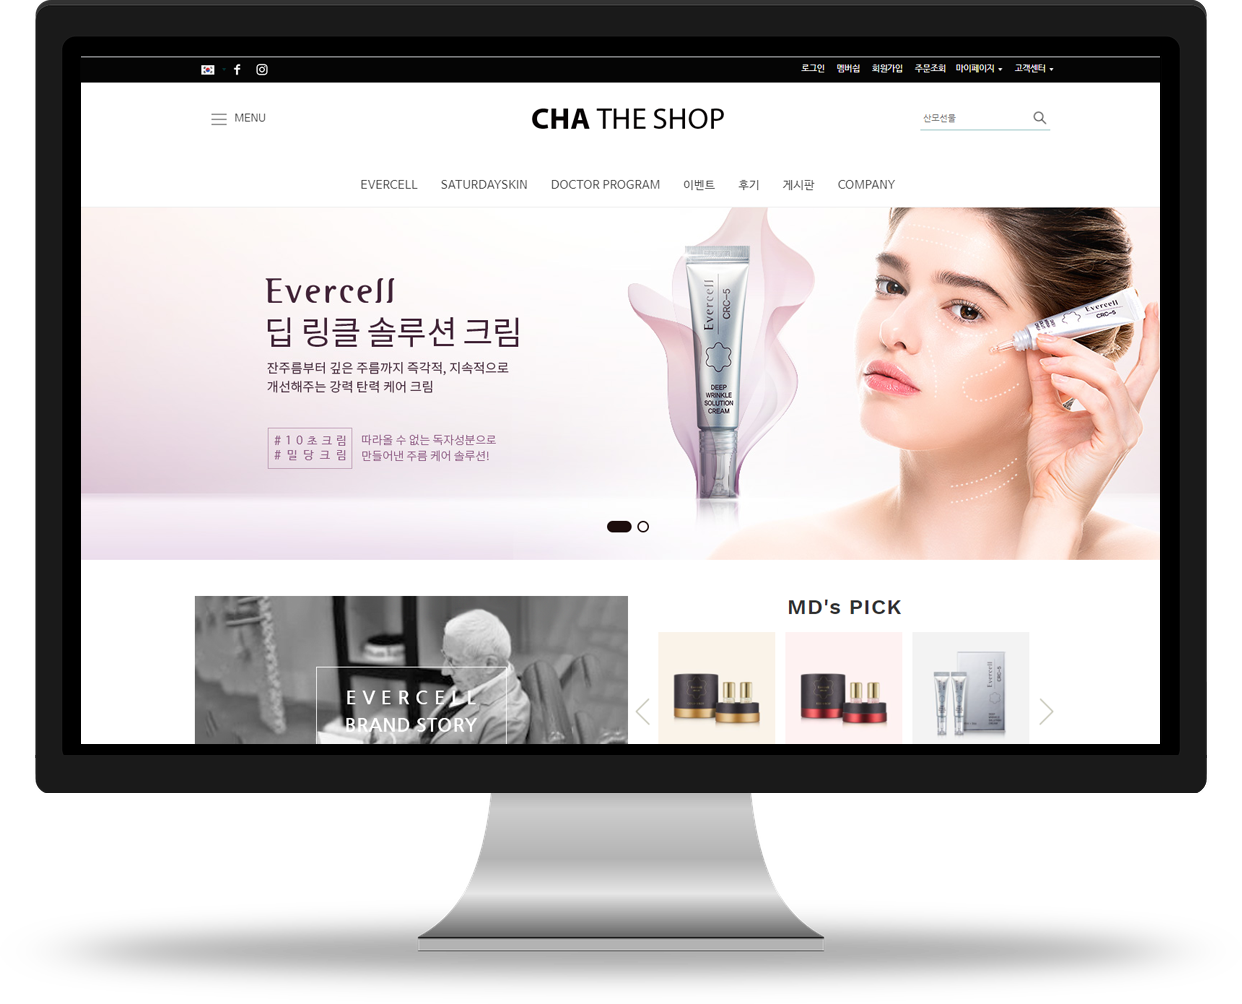 로그인 멤버쉽 회원가입 주문조회 마이페이지 고객센터
MENU
CHA THE SHOP
산모선물
EVERCELL SATURDAYSKIN DOCTOR PROGRAM 이벤트 후기 게시판 COMPANY
Evercell
딥 링클 솔루션 크림
잔주름부터 깊은 주름까지 즉각적, 지속적으로
개선해주는 강력 탄력 케어 크림
#10초크림
#밀당크림
따라올 수 없는 독자성분으로
만들어낸 주름 케어 솔루션!
Evercell
CRC-5
DEEP
WRINKLE
SOLUTION
CREAM
Evercell
CRC-5
EVERCELL
BRAND STORY
MD's PICK
Evercell
CRC-5